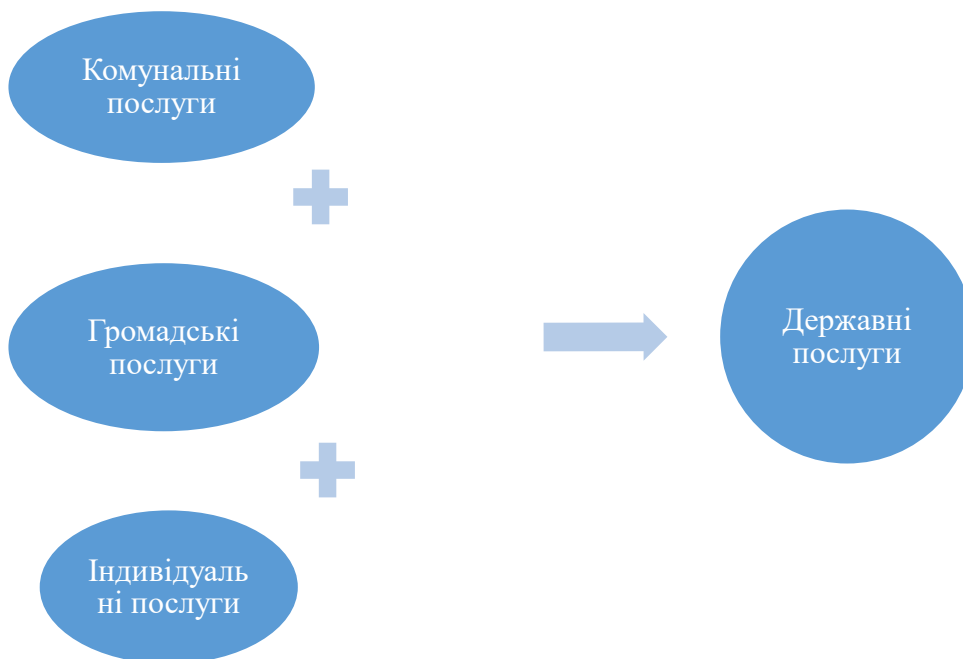 Комунальні
послуги
Громадські
послуги
Державні
послуги
Індивідуаль
ні послуги